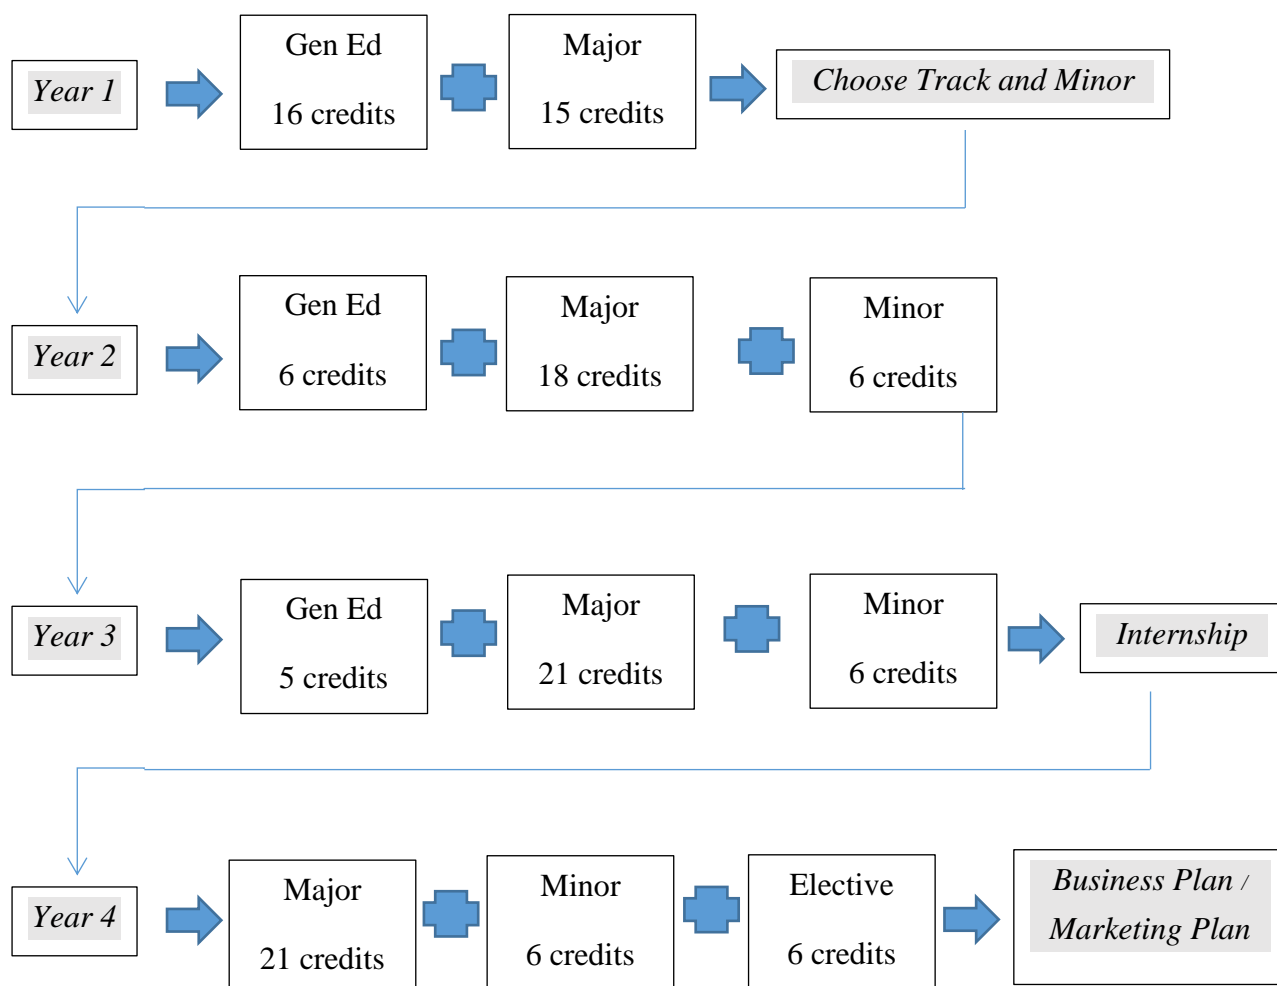 Year 1
Gen Ed
16 credits
Major
15 credits
Choose Track and Minor
Year 2
Gen Ed
6 credits
Major
18 credits
Minor
6 credits
Year 3
Gen Ed
5 credits
Major
21 credits
Minor
6 credits
Internship
Year 4
Major
21 credits
Minor
6 credits
Elective
6 credits
Business Plan /
Marketing Plan